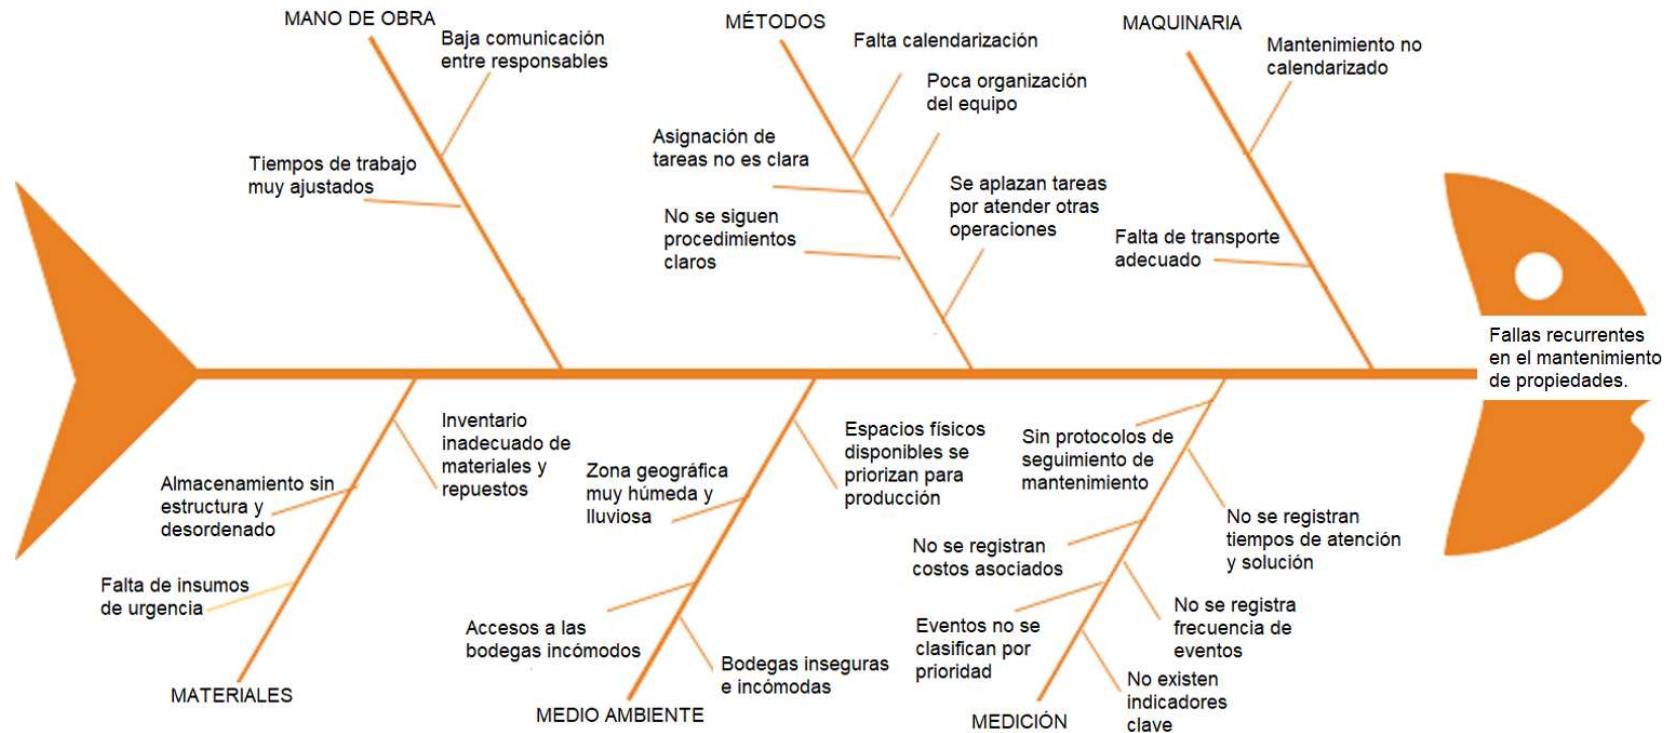 MANO DE OBRA
Baja comunicación
entre responsables
Tiempos de trabajo
muy ajustados
MÉTODOS
Falta calendarización
Poca organización
del equipo
Asignación de
tareas no es clara
Se aplazan tareas
por atender otras
operaciones
No se siguen
procedimientos
claros
MAQUINARIA
Mantenimiento no
calendarizado
Falta de transporte
adecuado
Fallas recurrentes
en el mantenimiento
de propiedades.
Inventario
inadecuado de
materiales y
repuestos
Almacenamiento sin
estructura y
desordenado
Falta de insumos
de urgencia
MATERIALES
Espacios físicos
disponibles se
priorizan para
producción
Zona geográfica
muy húmeda y
lluviosa
Accesos a las
bodegas incómodos
Bodegas inseguras
e incómodas
MEDIO AMBIENTE
Sin protocolos de
seguimiento de
mantenimiento
No se registran
tiempos de atención
y solución
No se registran
costos asociados
No se registra
frecuencia de
eventos
Eventos no se
clasifican por
prioridad
No existen
indicadores
clave
MEDICIÓN